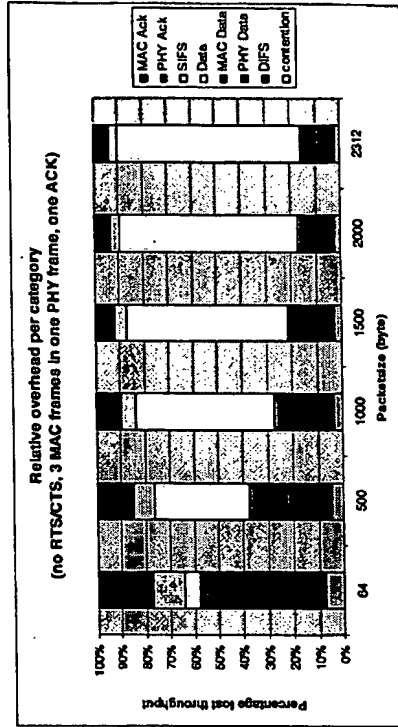 Relative overhead per category
(no RTS/CTS, 3 MAC frames in one PHY frame, one ACK)
Percentage lost throughput
100%
90%
80%
70%
60%
50%
40%
30%
20%
10%
0%
64
500
1000
1500
2000
2312
Packetsize (byte)
MAC Ack
PHY Ack
SIFS
Data
MAC Data
PHY Data
DIFS
contention